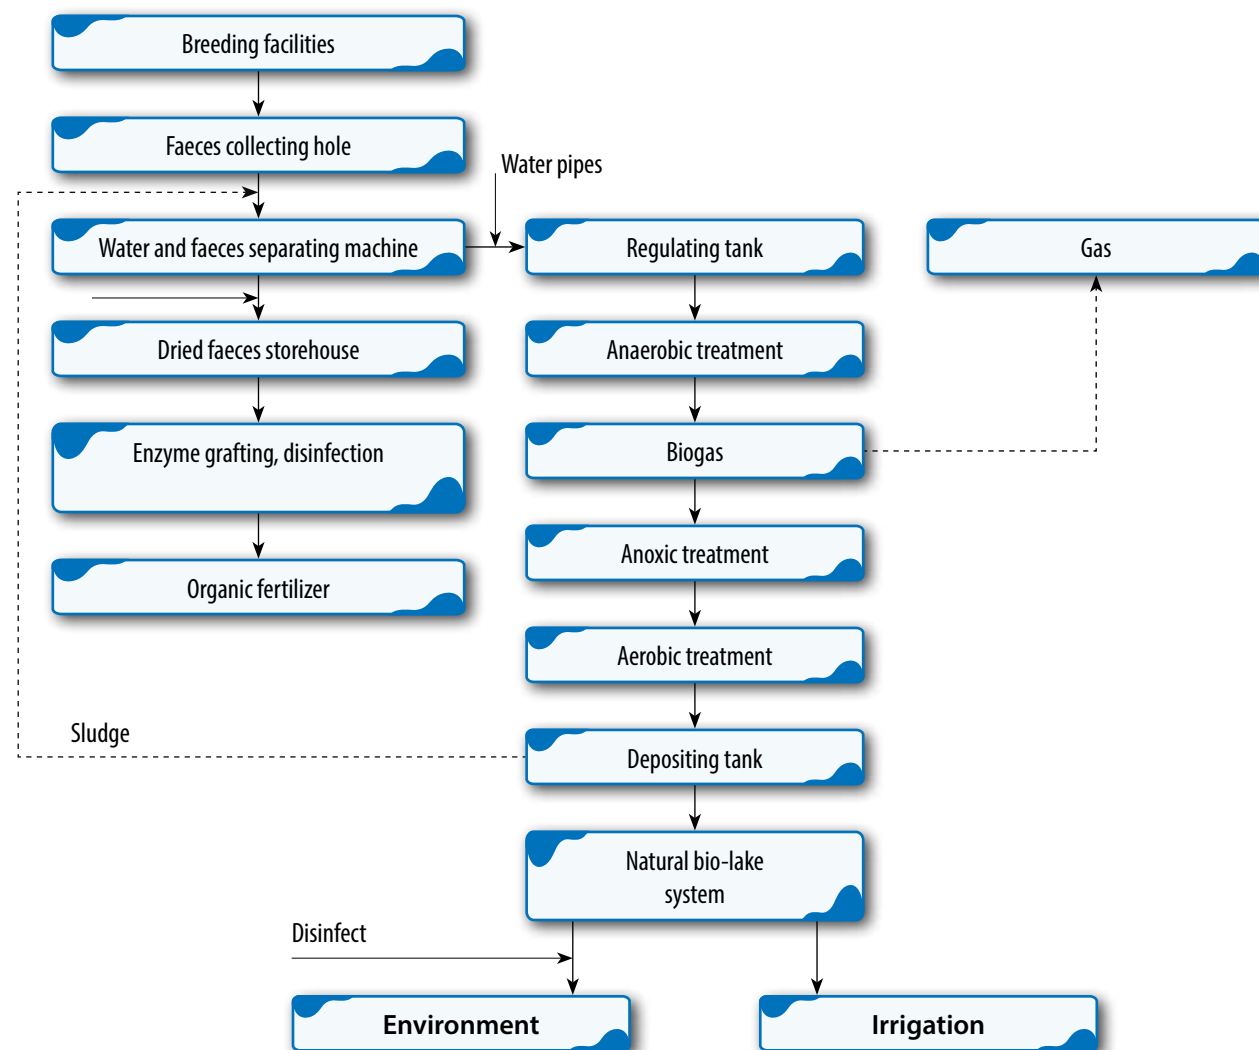 Breeding facilities
Faeces collecting hole
Water pipes
Water and faeces separating machine
Regulating tank
Gas
Dried faeces storehouse
Anaerobic treatment
Enzyme grafting, disinfection
Biogas
Anoxic treatment
Organic fertilizer
Aerobic treatment
Sludge
Depositing tank
Natural bio-lake
system
Disinfect
Environment
Irrigation